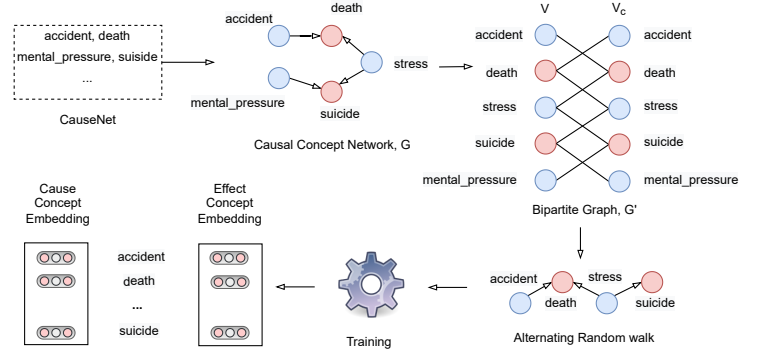 accident, death
mental_pressure, suiside
...
CauseNet
accident
death
stress
mental_pressure
suicide
Causal Concept Network, G
V
Vc
accident
accident
death
death
stress
stress
suicide
suicide
mental_pressure
mental_pressure
Bipartite Graph, G'
Cause
Concept
Embedding
Effect
Concept
Embedding
accident
death
...
suicide
Training
accident
stress
death
suicide
Alternating Random walk